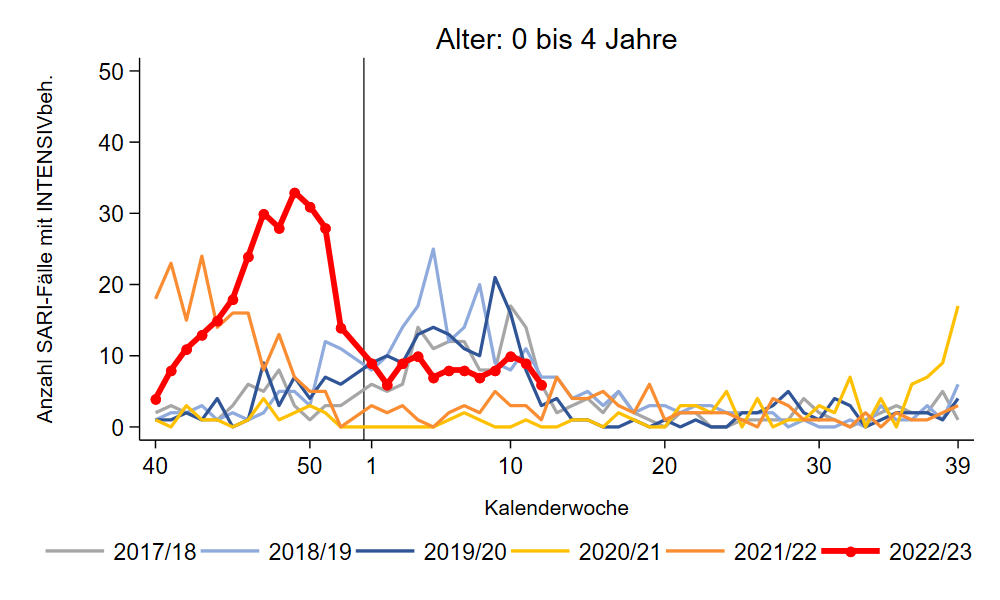 Alter: 0 bis 4 Jahre
Anzahl SARI-Fälle mit INTENSIVbeh.
50
40
30
20
10
0
40 50 1 10 20 30 39
Kalenderwoche
2017/18 2018/19 2019/20 2020/21 2021/22 2022/23